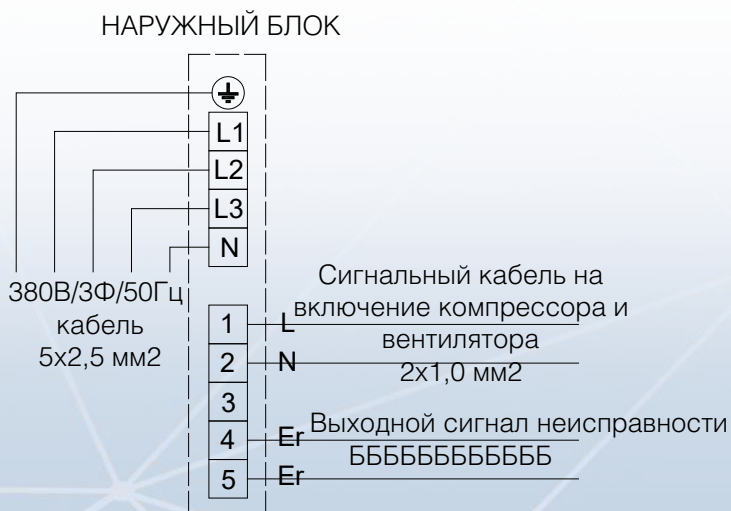 НАРУЖНЫЙ БЛОК
L1
L2
L3
N
380В/3Ф/50Гц
кабель
5х2,5 мм2
Сигнальный кабель на
включение компрессора и
вентилятора
2х1,0 мм2
1 L
2 N
3
Выходной сигнал неисправности
ББББББББББББ
4 Er
5 Er